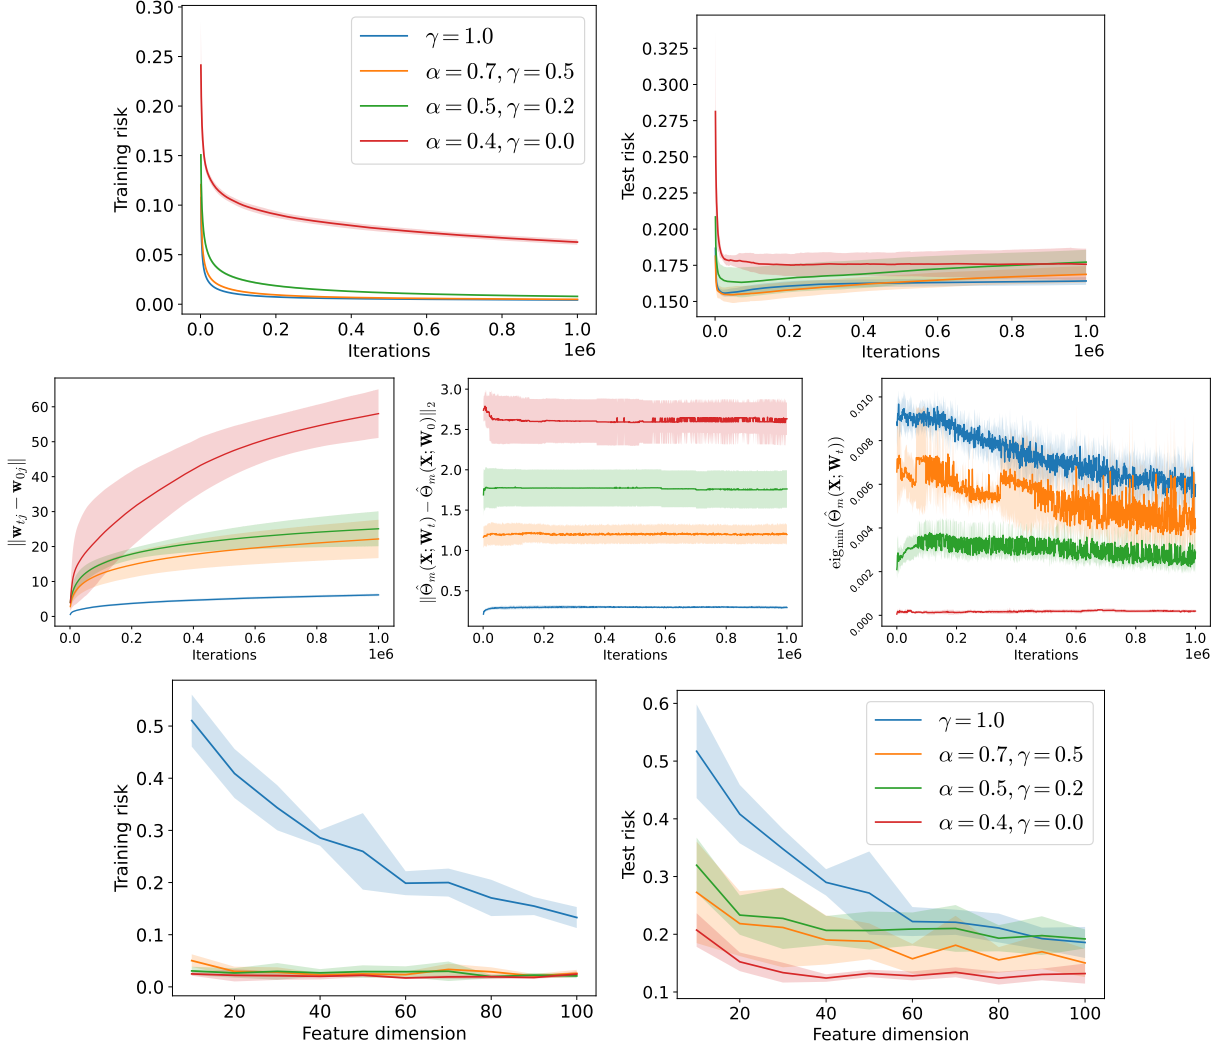 0.30
0.25
0.20
0.15
0.10
0.05
0.00
Training risk
γ = 1.0
α = 0.7, γ = 0.5
α = 0.5, γ = 0.2
α = 0.4, γ = 0.0
0.0 0.2 0.4 0.6 0.8 1.0
Iterations
1e6
0.325
0.300
0.275
0.250
0.225
0.200
0.175
0.150
Test risk
0.0 0.2 0.4 0.6 0.8 1.0
Iterations
1e6
60
50
40
30
20
10
0
||w_{tj} − w_{0j}||
0.0 0.2 0.4 0.6 0.8 1.0
Iterations
1e6
3.0
2.5
2.0
1.5
1.0
0.5
||Θ̂_m(X; W_t) − Θ̂_m(X; W_0)||_2
0.0 0.2 0.4 0.6 0.8 1.0
Iterations
1e6
0.010
0.008
0.006
0.004
0.002
0.000
eig_min(Θ̂_m(X; W_t))
0.0 0.2 0.4 0.6 0.8 1.0
Iterations
1e6
0.5
0.4
0.3
0.2
0.1
0.0
Training risk
20 40 60 80 100
Feature dimension
0.6
0.5
0.4
0.3
0.2
0.1
Test risk
γ = 1.0
α = 0.7, γ = 0.5
α = 0.5, γ = 0.2
α = 0.4, γ = 0.0
20 40 60 80 100
Feature dimension